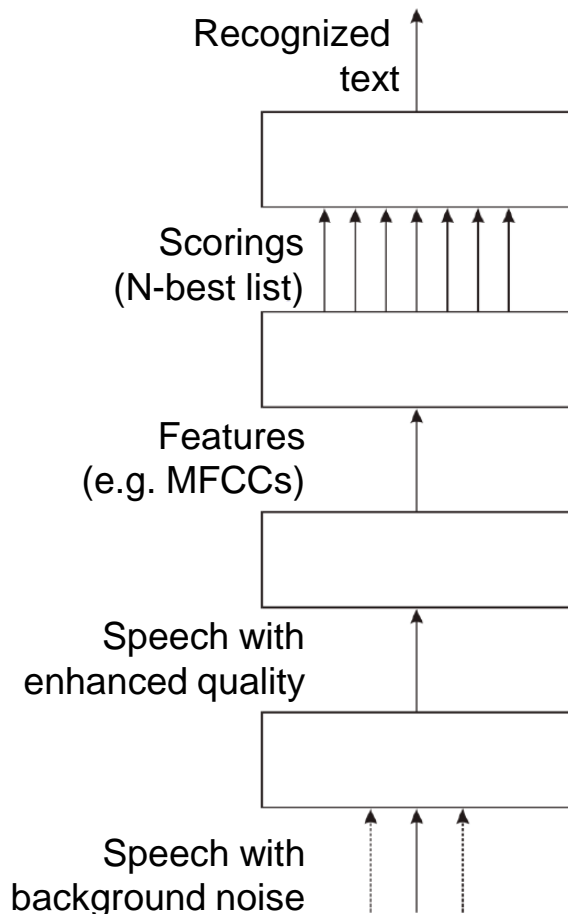 Recognized
text
Scorings
(N-best list)
Features
(e.g. MFCCs)
Speech with
enhanced quality
Speech with
background noise